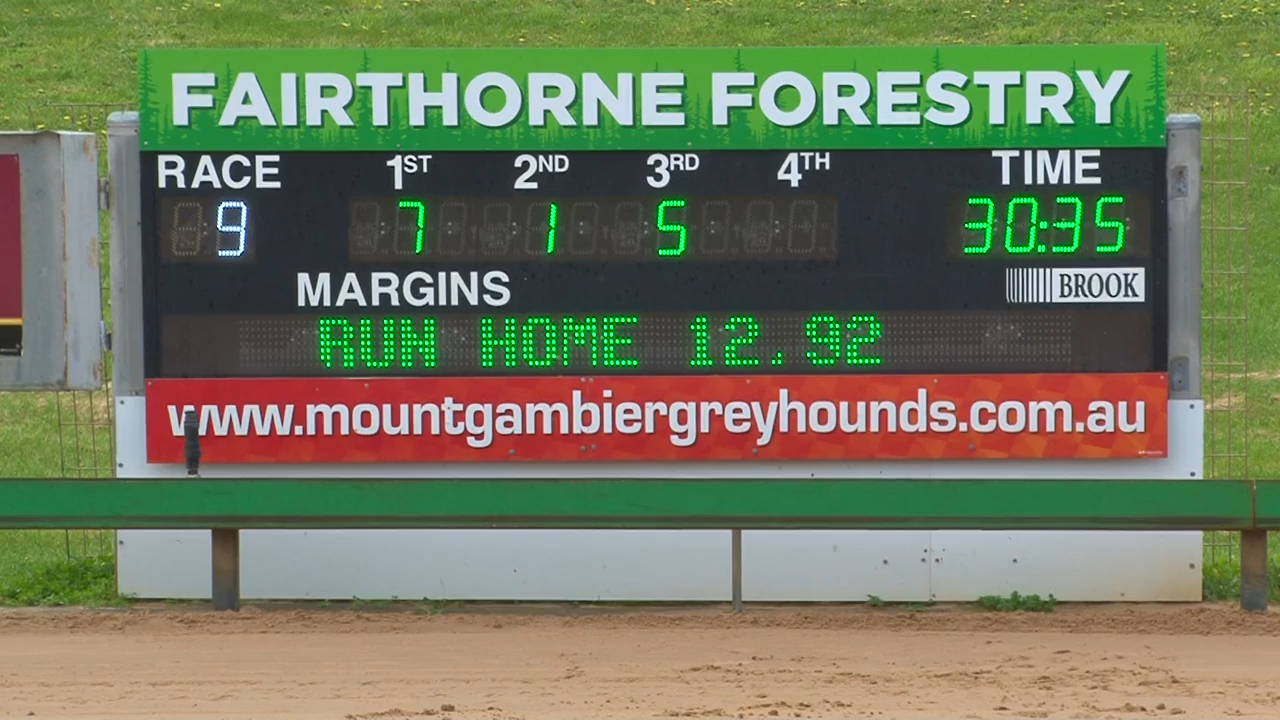 FAIRTHORNE FORESTRY
RACE 1ST 2ND 3RD 4TH TIME
9 7 1 5 30:35
MARGINS
BROOK
RUN HOME 12.92
www.mountgambiergreyhounds.com.au